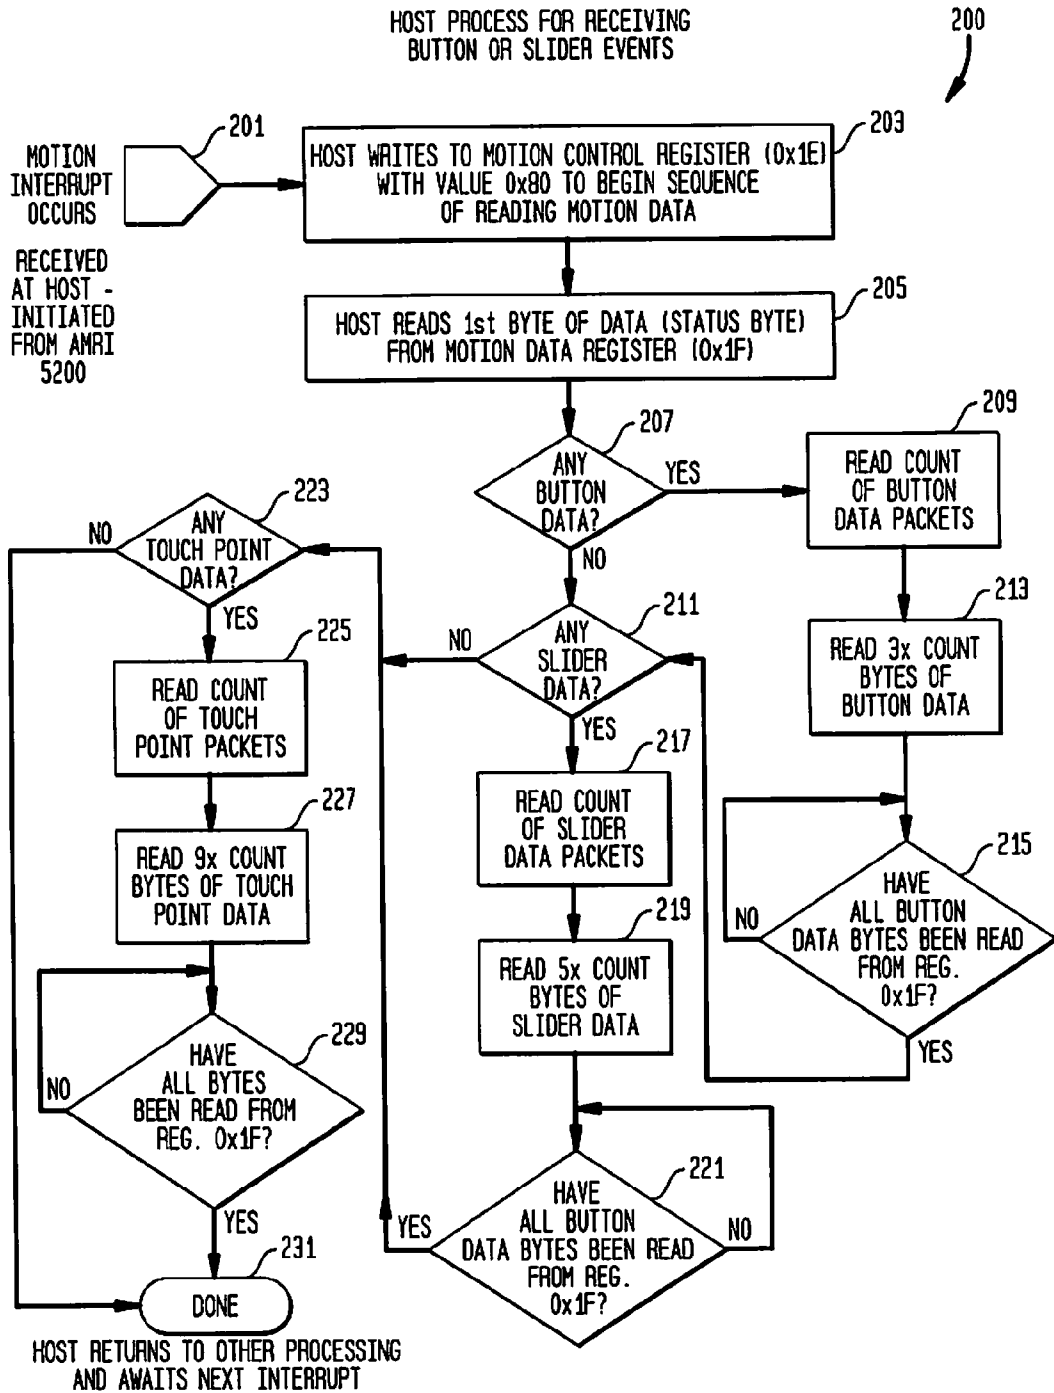 HOST PROCESS FOR RECEIVING
BUTTON OR SLIDER EVENTS
200
201
MOTION
INTERRUPT
OCCURS
RECEIVED
AT HOST -
INITIATED
FROM AMRI
5200
203
HOST WRITES TO MOTION CONTROL REGISTER (0x1E)
WITH VALUE 0x80 TO BEGIN SEQUENCE
OF READING MOTION DATA
205
HOST READS 1st BYTE OF DATA (STATUS BYTE)
FROM MOTION DATA REGISTER (0x1F)
207
ANY
BUTTON
DATA?
YES
NO
209
READ COUNT
OF BUTTON
DATA PACKETS
213
READ 3x COUNT
BYTES OF
BUTTON DATA
215
HAVE
ALL BUTTON
DATA BYTES BEEN READ
FROM REG.
0x1F?
NO
YES
211
ANY
SLIDER
DATA?
NO
YES
217
READ COUNT
OF SLIDER
DATA PACKETS
219
READ 5x COUNT
BYTES OF
SLIDER DATA
221
HAVE
ALL BUTTON
DATA BYTES BEEN READ
FROM REG.
0x1F?
YES
NO
223
ANY
TOUCH POINT
DATA?
NO
YES
225
READ COUNT
OF TOUCH
POINT PACKETS
227
READ 9x COUNT
BYTES OF TOUCH
POINT DATA
229
HAVE
ALL BYTES
BEEN READ FROM
REG. 0x1F?
NO
YES
231
DONE
HOST RETURNS TO OTHER PROCESSING
AND AWAITS NEXT INTERRUPT